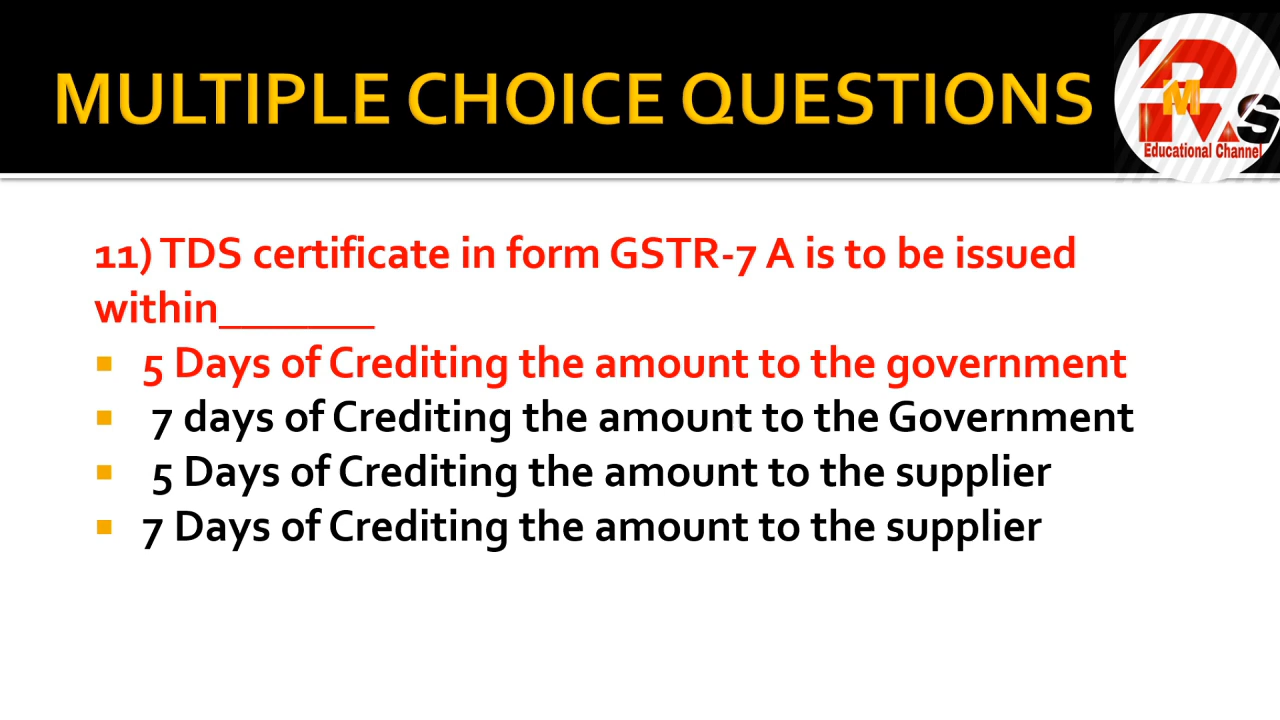 MULTIPLE CHOICE QUESTIONS
M
S
Educational Channel
11) TDS certificate in form GSTR-7 A is to be issued
within_______
5 Days of Crediting the amount to the government
7 days of Crediting the amount to the Government
5 Days of Crediting the amount to the supplier
7 Days of Crediting the amount to the supplier